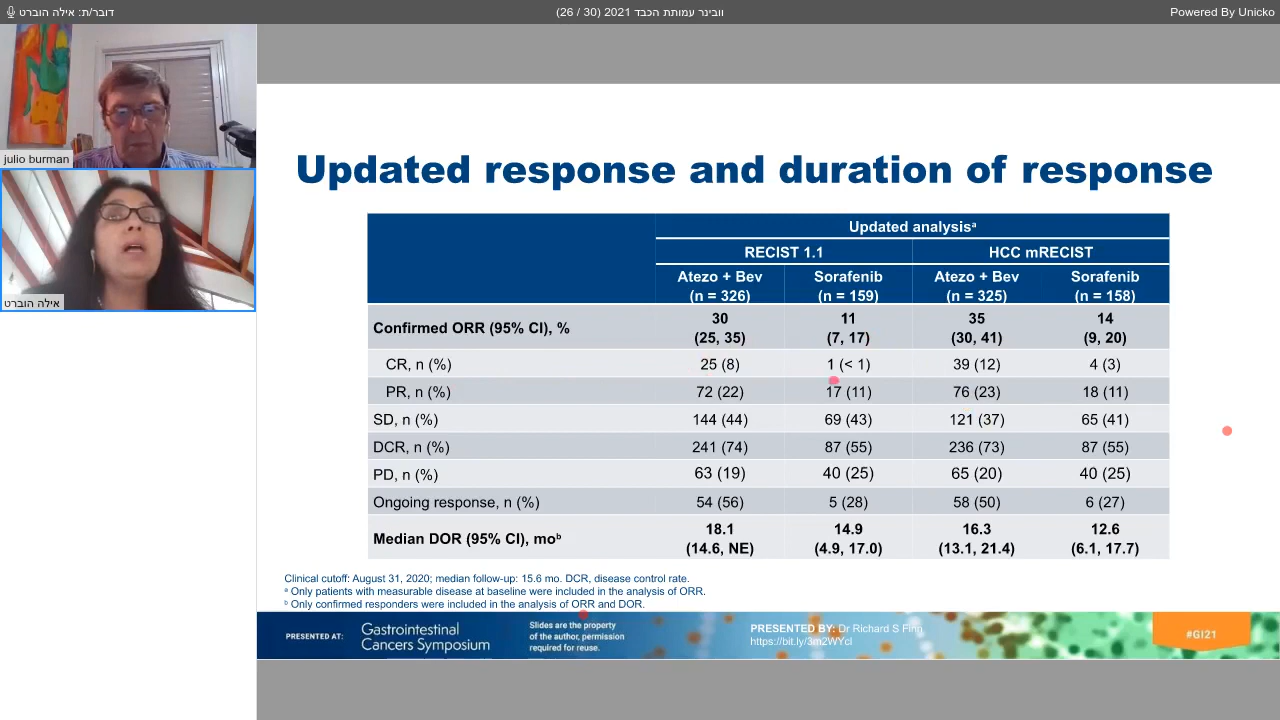 דובר/ת: אילה הוברט
וובינר עמותת הכבד 2021 (30 / 26)
Powered By Unicko
julio burman
אילה הוברט
Updated response and duration of response
Updated analysisᵃ
RECIST 1.1 HCC mRECIST
Atezo + Bev Sorafenib Atezo + Bev Sorafenib
(n = 326) (n = 159) (n = 325) (n = 158)
Confirmed ORR (95% CI), % 30 11 35 14
(25, 35) (7, 17) (30, 41) (9, 20)
CR, n (%) 25 (8) 1 (< 1) 39 (12) 4 (3)
PR, n (%) 72 (22) 17 (11) 76 (23) 18 (11)
SD, n (%) 144 (44) 69 (43) 121 (37) 65 (41)
DCR, n (%) 241 (74) 87 (55) 236 (73) 87 (55)
PD, n (%) 63 (19) 40 (25) 65 (20) 40 (25)
Ongoing response, n (%) 54 (56) 5 (28) 58 (50) 6 (27)
Median DOR (95% CI), moᵇ 18.1 14.9 16.3 12.6
(14.6, NE) (4.9, 17.0) (13.1, 21.4) (6.1, 17.7)
Clinical cutoff: August 31, 2020; median follow-up: 15.6 mo. DCR, disease control rate.
ᵃ Only patients with measurable disease at baseline were included in the analysis of ORR.
ᵇ Only confirmed responders were included in the analysis of ORR and DOR.
PRESENTED AT:
Gastrointestinal
Cancers Symposium
Slides are the property
of the author, permission
required for reuse.
PRESENTED BY: Dr Richard S Finn
https://bit.ly/3m2WYcl
#GI21